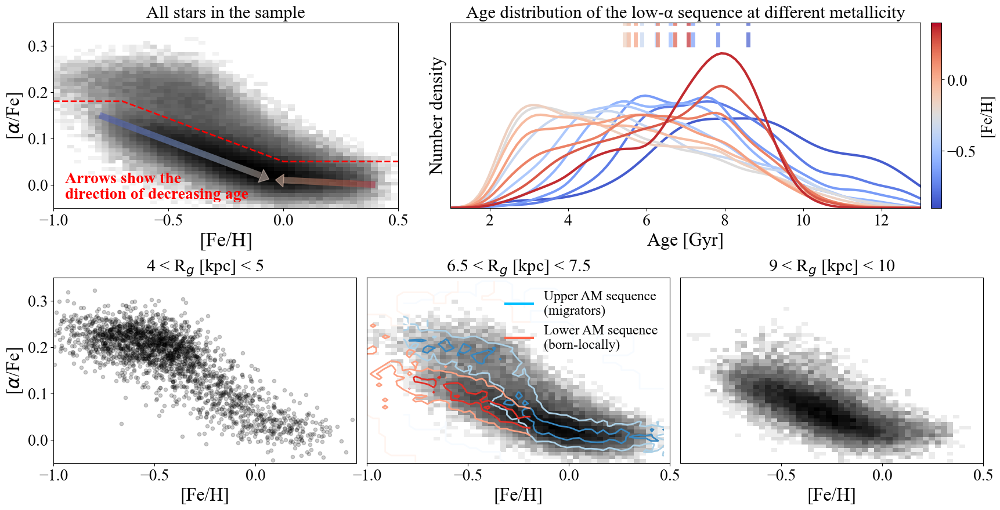 All stars in the sample
[α/Fe]
0.3
0.2
0.1
0.0
Arrows show the
direction of decreasing age
−1.0
−0.5
0.0
0.5
[Fe/H]
Age distribution of the low-α sequence at different metallicity
Number density
2
4
6
8
10
12
Age [Gyr]
0.0
−0.5
[Fe/H]
4 < Rg [kpc] < 5
[α/Fe]
0.3
0.2
0.1
0.0
−1.0
−0.5
0.0
[Fe/H]
6.5 < Rg [kpc] < 7.5
Upper AM sequence
(migrators)
Lower AM sequence
(born-locally)
−1.0
−0.5
0.0
0.5
[Fe/H]
9 < Rg [kpc] < 10
−0.5
0.0
0.5
[Fe/H]